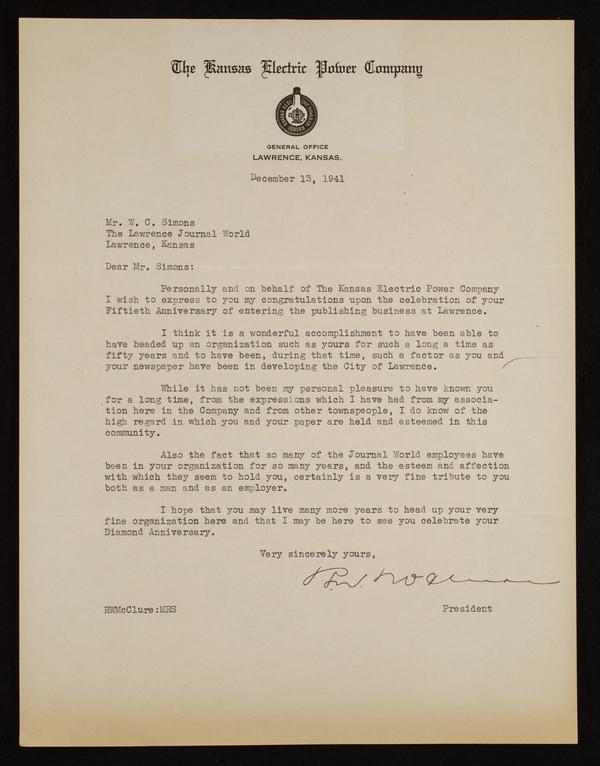 The Kansas Electric Power Company
GENERAL OFFICE
LAWRENCE, KANSAS.
December 13, 1941
Mr. W. C. Simons
The Lawrence Journal World
Lawrence, Kansas
Dear Mr. Simons:
Personally and on behalf of The Kansas Electric Power Company
I wish to express to you my congratulations upon the celebration of your
Fiftieth Anniversary of entering the publishing business at Lawrence.
I think it is a wonderful accomplishment to have been able to
have headed up an organization such as yours for such a long a time as
fifty years and to have been, during that time, such a factor as you and
your newspaper have been in developing the City of Lawrence.
While it has not been my personal pleasure to have known you
for a long time, from the expressions which I have had from my associa-
tion here in the Company and from other townspeople, I do know of the
high regard in which you and your paper are held and esteemed in this
community.
Also the fact that so many of the Journal World employees have
been in your organization for so many years, and the esteem and affection
with which they seem to hold you, certainly is a very fine tribute to you
both as a man and as an employer.
I hope that you may live many more years to head up your very
fine organization here and that I may be here to see you celebrate your
Diamond Anniversary.
Very sincerely yours,
RWMcClure:MRS
President